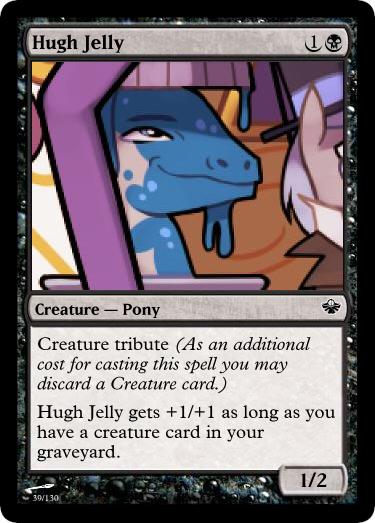 Hugh Jelly 1
Creature — Pony
Creature tribute (As an additional
cost for casting this spell you may
discard a Creature card.)
Hugh Jelly gets +1/+1 as long as you
have a creature card in your
graveyard.
1/2
39/130